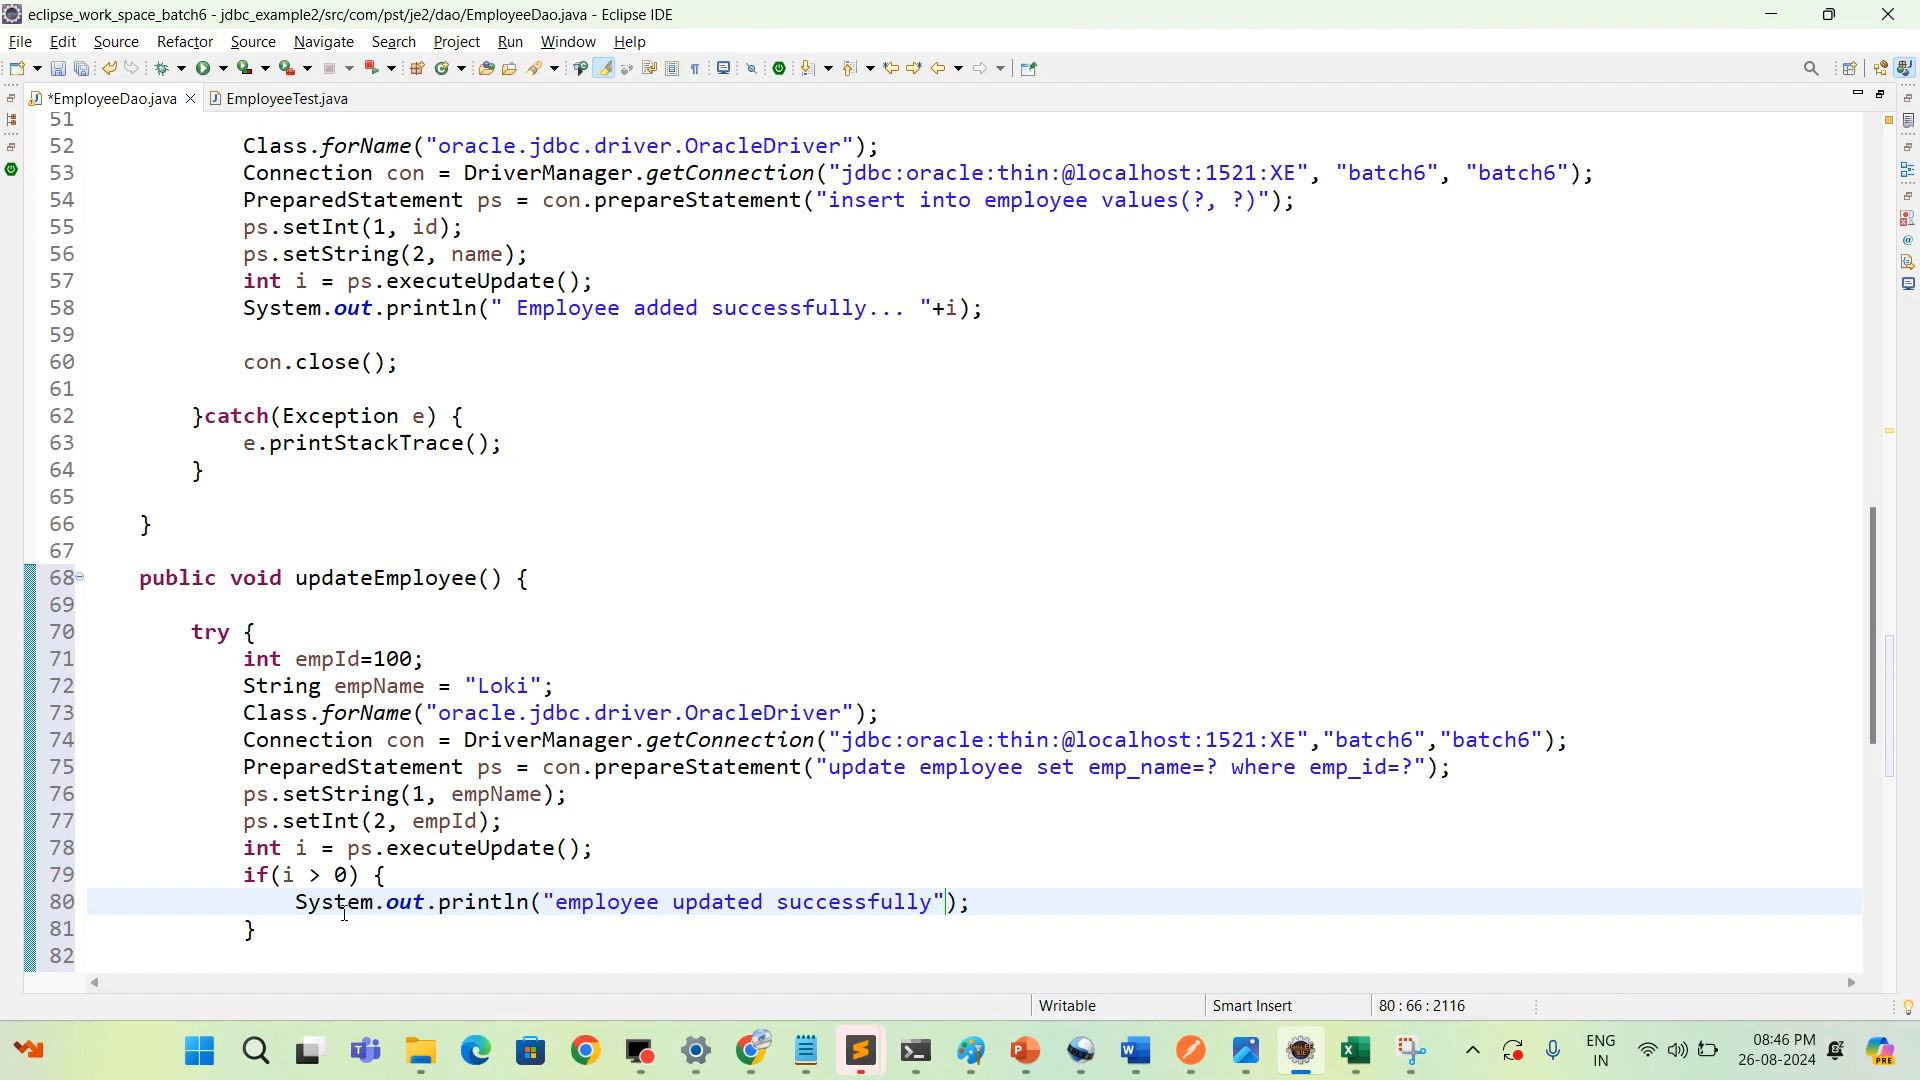 eclipse_work_space_batch6 - jdbc_example2/src/com/pst/je2/dao/EmployeeDao.java - Eclipse IDE
File Edit Source Refactor Source Navigate Search Project Run Window Help
*EmployeeDao.java EmployeeTest.java
51
52 Class.forName("oracle.jdbc.driver.OracleDriver");
53 Connection con = DriverManager.getConnection("jdbc:oracle:thin:@localhost:1521:XE", "batch6", "batch6");
54 PreparedStatement ps = con.prepareStatement("insert into employee values(?, ?)");
55 ps.setInt(1, id);
56 ps.setString(2, name);
57 int i = ps.executeUpdate();
58 System.out.println(" Employee added successfully... "+i);
59
60 con.close();
61
62 }catch(Exception e) {
63 e.printStackTrace();
64 }
65
66 }
67
68 public void updateEmployee() {
69
70 try {
71 int empId=100;
72 String empName = "Loki";
73 Class.forName("oracle.jdbc.driver.OracleDriver");
74 Connection con = DriverManager.getConnection("jdbc:oracle:thin:@localhost:1521:XE","batch6","batch6");
75 PreparedStatement ps = con.prepareStatement("update employee set emp_name=? where emp_id=?");
76 ps.setString(1, empName);
77 ps.setInt(2, empId);
78 int i = ps.executeUpdate();
79 if(i > 0) {
80 System.out.println("employee updated successfully");
81 }
82
Writable Smart Insert 80 : 66 : 2116
ENG
IN
08:46 PM
26-08-2024
PRE